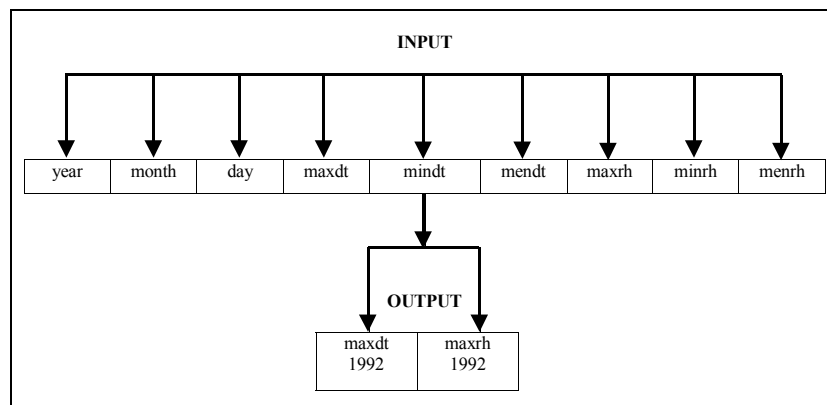 INPUT
year month day maxdt mindt mendt maxrh minrh menrh
OUTPUT
maxdt maxrh
1992 1992